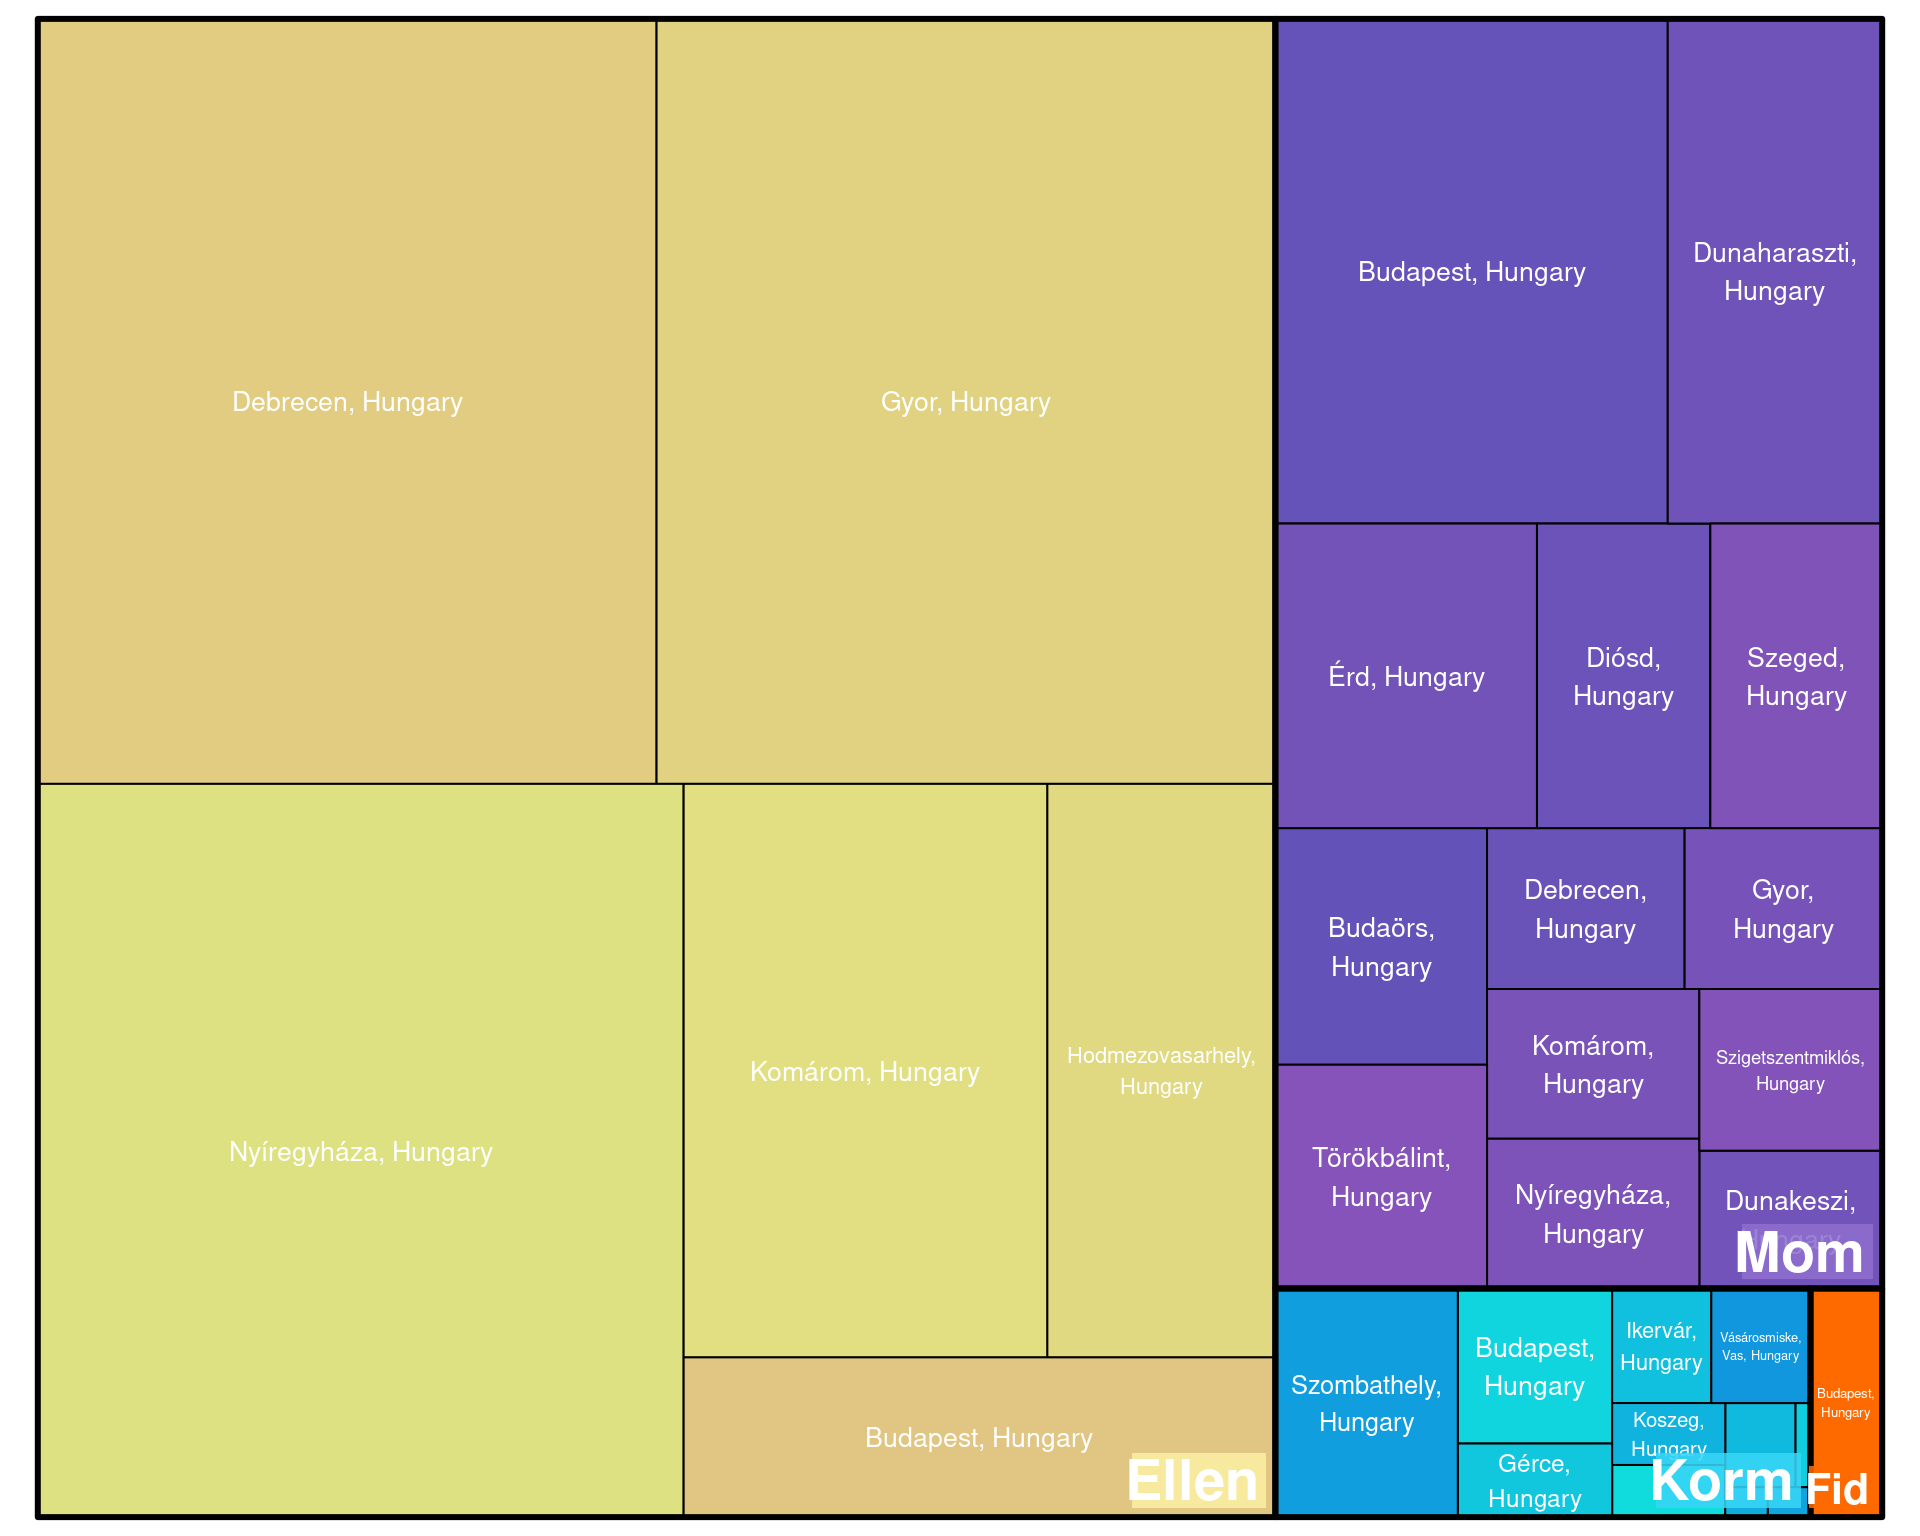 Debrecen, Hungary
Gyor, Hungary
Nyíregyháza, Hungary
Komárom, Hungary
Hodmezovasarhely,
Hungary
Budapest, Hungary
Ellen
Budapest, Hungary
Dunaharaszti,
Hungary
Érd, Hungary
Diósd,
Hungary
Szeged,
Hungary
Budaörs,
Hungary
Debrecen,
Hungary
Gyor,
Hungary
Komárom,
Hungary
Szigetszentmiklós,
Hungary
Törökbálint,
Hungary
Nyíregyháza,
Hungary
Dunakeszi,
Hungary
Mom
Szombathely,
Hungary
Budapest,
Hungary
Gérce,
Hungary
Ikervár,
Hungary
Vásárosmiske,
Vas, Hungary
Koszeg,
Hungary
Korm
Budapest,
Hungary
Fid